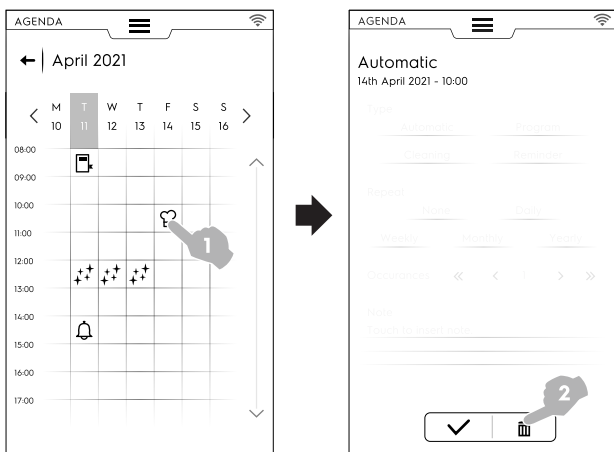 AGENDA
April 2021
M T W T F S S
10 11 12 13 14 15 16
08:00
09:00
10:00
11:00
12:00
13:00
14:00
15:00
16:00
17:00
1
AGENDA
Automatic
14th April 2021 - 10:00
Type
Automatic Program
Cleaning Reminder
Repeat
None Daily
Weekly Monthly Yearly
Occurrences 1
Note
Touch to insert note
2